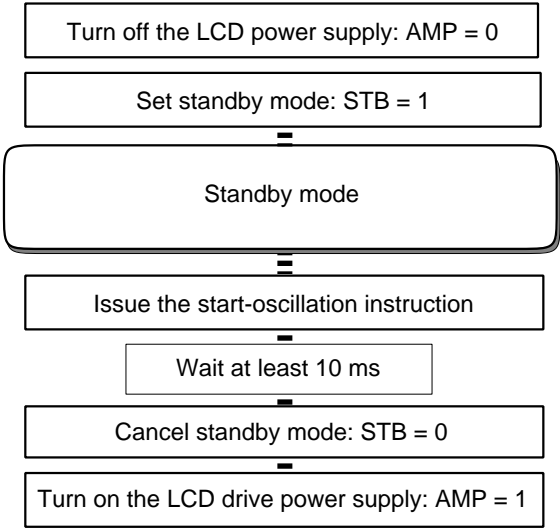 Turn off the LCD power supply: AMP = 0
Set standby mode: STB = 1
Standby mode
Issue the start-oscillation instruction
Wait at least 10 ms
Cancel standby mode: STB = 0
Turn on the LCD drive power supply: AMP = 1